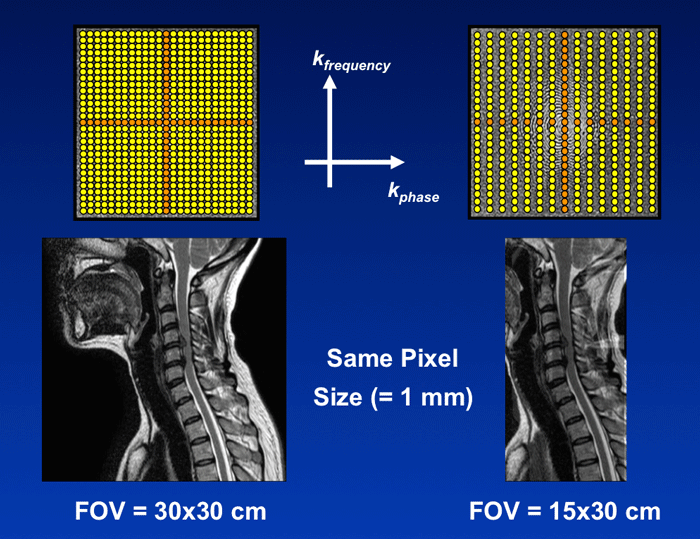 kfrequency
kphase
Same Pixel
Size (= 1 mm)
FOV = 30x30 cm
FOV = 15x30 cm